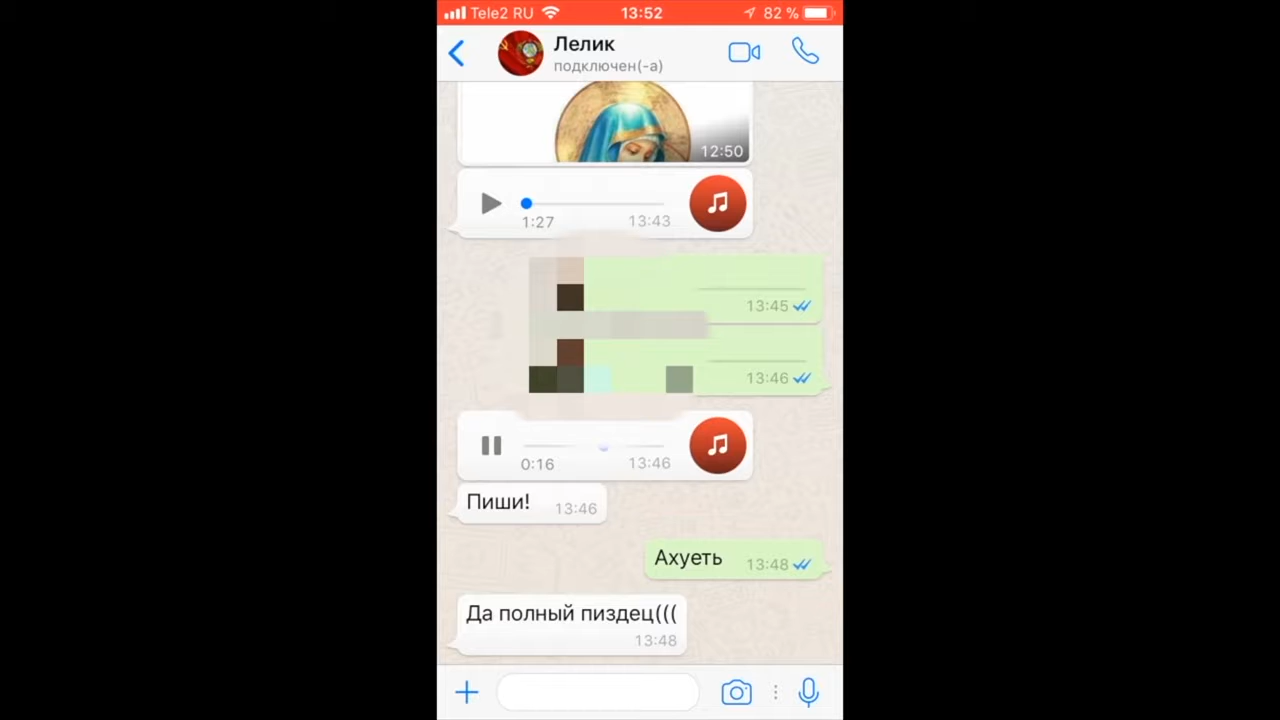 Tele2 RU 13:52 82 %
Лелик
подключен(-а)
12:50
1:27 13:43
13:45
13:46
0:16 13:46
Пиши! 13:46
Ахуеть 13:48
Да полный пиздец(((
13:48